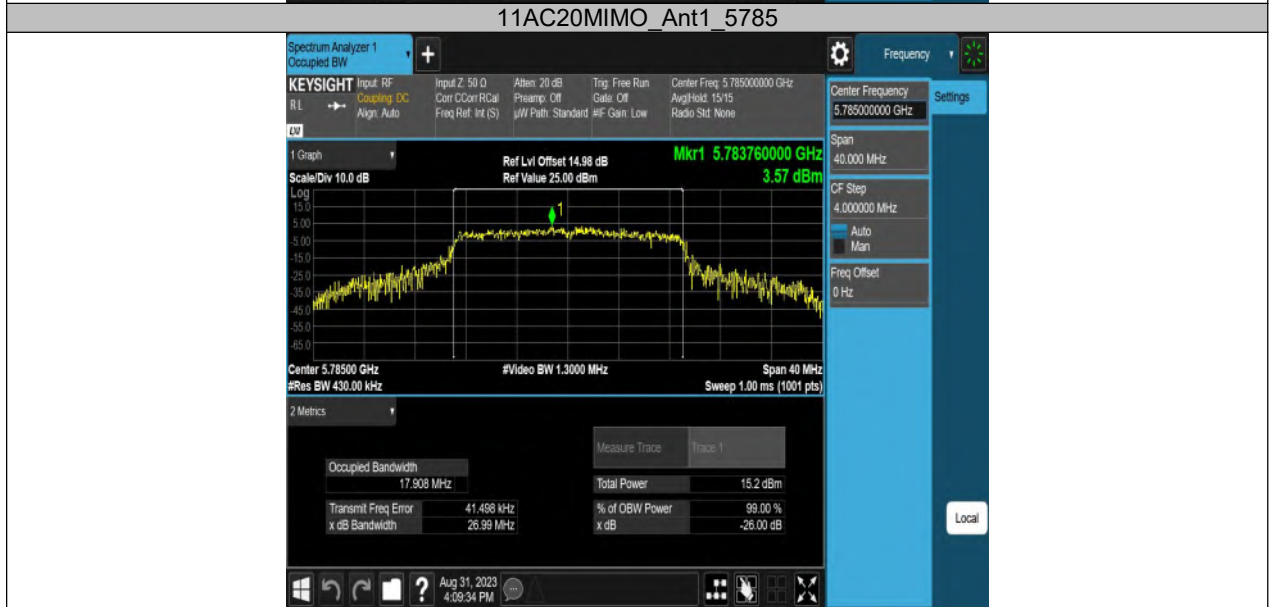 11AC20MIMO_Ant1_5785
Spectrum Analyzer 1
Occupied BW
+
Frequency
KEYSIGHT
RL
LXI
Input: RF
Coupling: DC
Align: Auto
Input Z: 50 Ω
Corr CCorr RCal
Freq Ref: Int (S)
Atten: 20 dB
Preamp: Off
µW Path: Standard
Trig: Free Run
Gate: Off
#IF Gain: Low
Center Freq: 5.785000000 GHz
Avg|Hold: 15/15
Radio Std: None
Center Frequency
5.785000000 GHz
Settings
Span
40.000 MHz
CF Step
4.000000 MHz
Auto
Man
Freq Offset
0 Hz
1 Graph
Scale/Div 10.0 dB
Ref Lvl Offset 14.98 dB
Ref Value 25.00 dBm
Mkr1 5.783760000 GHz
3.57 dBm
Log
15.0
5.00
-5.00
-15.0
-25.0
-35.0
-45.0
-55.0
-65.0
1
Center 5.78500 GHz
#Res BW 430.00 kHz
#Video BW 1.3000 MHz
Span 40 MHz
Sweep 1.00 ms (1001 pts)
2 Metrics
Measure Trace Trace 1
Occupied Bandwidth
17.908 MHz
Total Power 15.2 dBm
Transmit Freq Error 41.498 kHz
% of OBW Power 99.00 %
x dB Bandwidth 26.99 MHz
x dB -26.00 dB
Local
?
Aug 31, 2023
4:09:34 PM